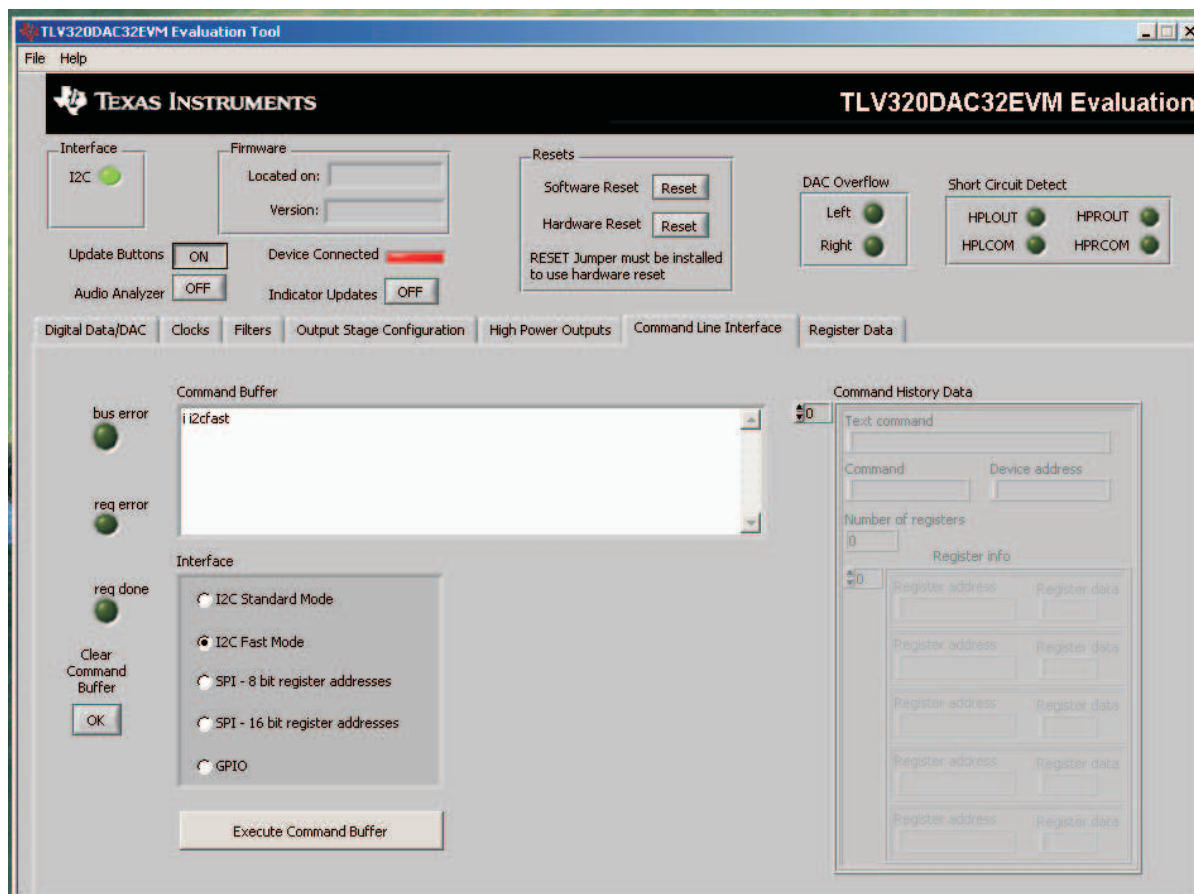 TLV320DAC32EVM Evaluation Tool
File Help
TEXAS INSTRUMENTS
TLV320DAC32EVM Evaluation
Interface
I2C
Firmware
Located on:
Version:
Resets
Software Reset Reset
Hardware Reset Reset
RESET Jumper must be installed
to use hardware reset
DAC Overflow
Left
Right
Short Circuit Detect
HPLOUT HPROUT
HPLCOM HPRCOM
Update Buttons ON
Device Connected
Audio Analyzer OFF
Indicator Updates OFF
Digital Data/DAC Clocks Filters Output Stage Configuration High Power Outputs Command Line Interface Register Data
bus error
req error
req done
Clear
Command
Buffer
OK
Command Buffer
i i2cfast
Interface
I2C Standard Mode
I2C Fast Mode
SPI - 8 bit register addresses
SPI - 16 bit register addresses
GPIO
Execute Command Buffer
Command History Data
0
Text command
Command Device address
Number of registers
0
Register info
0
Register address Register data
Register address Register data
Register address Register data
Register address Register data
Register address Register data